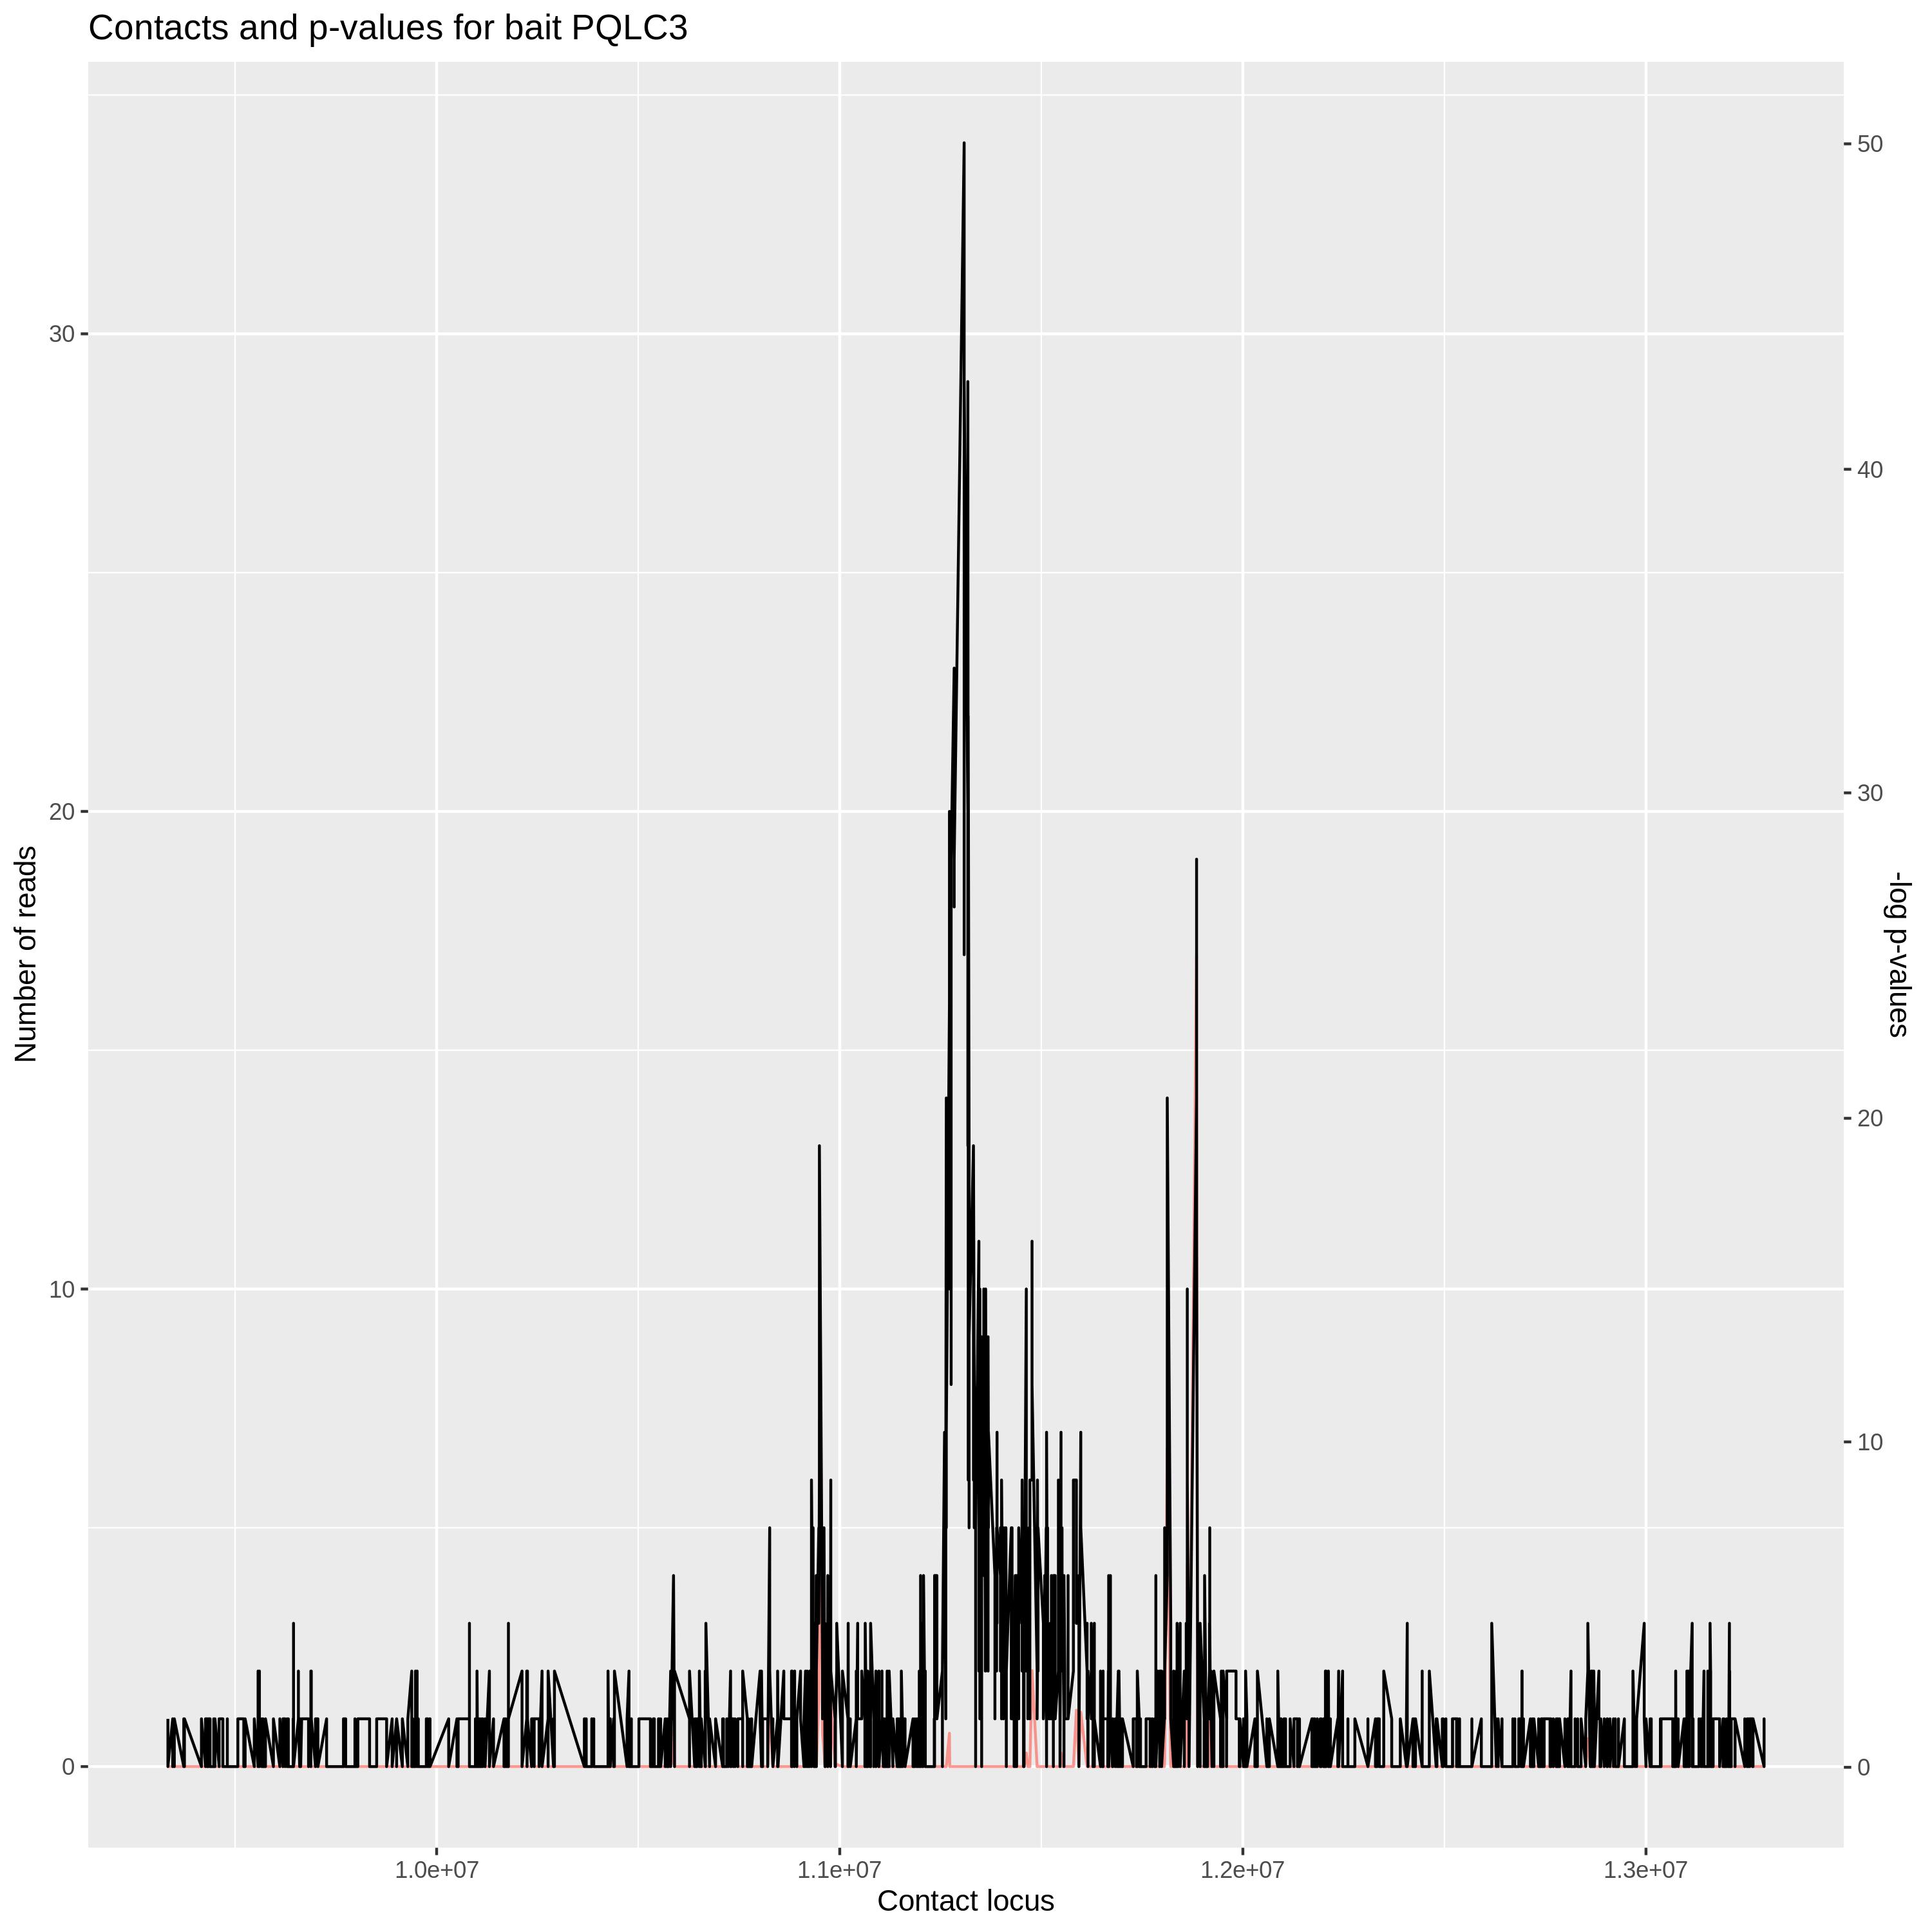 Contacts and p-values for bait PQLC3
50
40
30
20
10
0
30
20
10
0
Number of reads
-log p-values
1.0e+07 1.1e+07 1.2e+07 1.3e+07
Contact locus